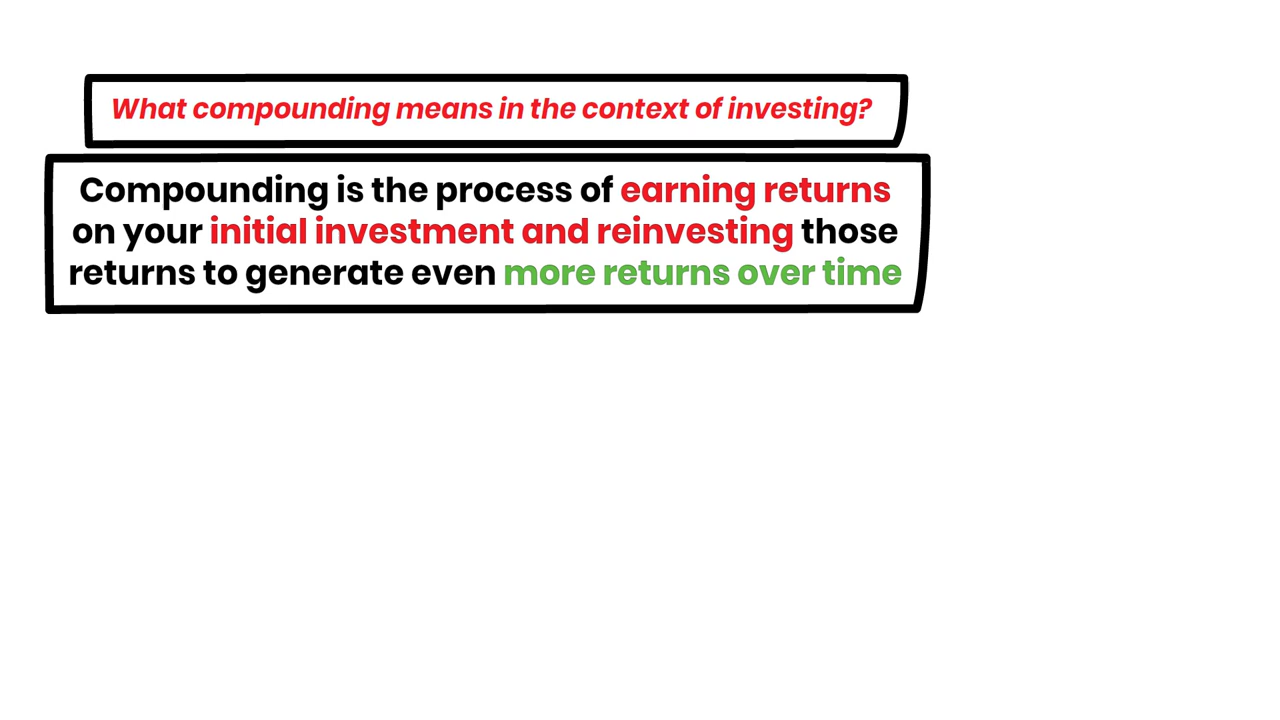 What compounding means in the context of investing?
Compounding is the process of earning returns
on your initial investment and reinvesting those
returns to generate even more returns over time